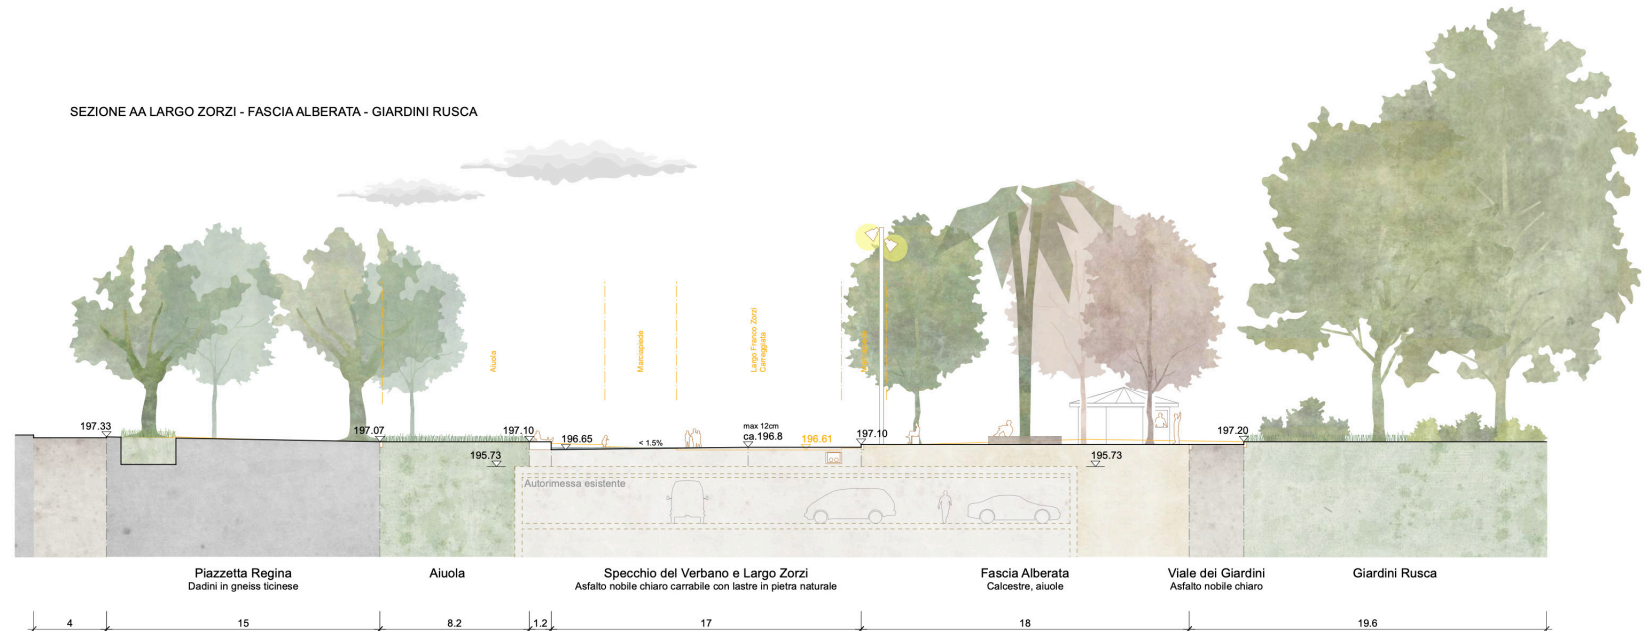 SEZIONE AA LARGO ZORZI - FASCIA ALBERATA - GIARDINI RUSCA
Aiuola
Marciapiede
Largo Franco Zorzi
Carreggiata
197.33
197.07
197.10
196.65
< 1.5%
max 12cm
ca.196.8
196.61
197.10
197.20
195.73
195.73
Autorimessa esistente
Piazzetta Regina
Dadini in gneiss ticinese
Aiuola
Specchio del Verbano e Largo Zorzi
Asfalto nobile chiaro carrabile con lastre in pietra naturale
Fascia Alberata
Calcestre, aiuole
Viale dei Giardini
Asfalto nobile chiaro
Giardini Rusca
4
15
8.2
1.2
17
18
19.6